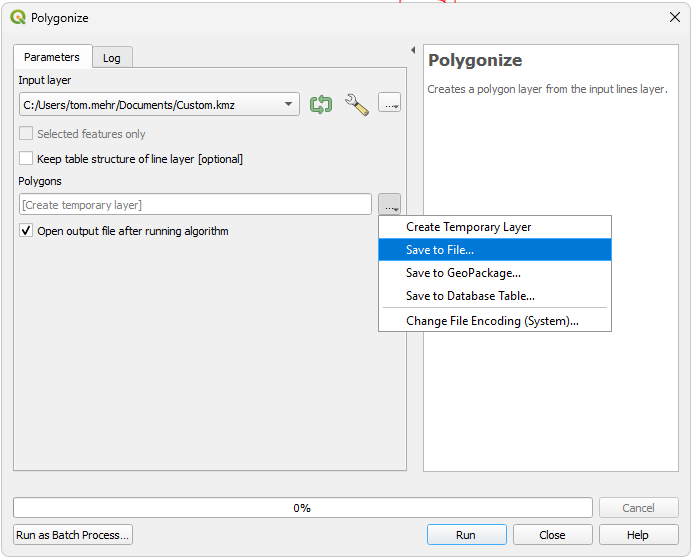 Polygonize
Parameters
Log
Input layer
C:/Users/tom.mehr/Documents/Custom.kmz
...
Selected features only
Keep table structure of line layer [optional]
Polygons
[Create temporary layer]
...
Open output file after running algorithm
Create Temporary Layer
Save to File...
Save to GeoPackage...
Save to Database Table...
Change File Encoding (System)...
Polygonize
Creates a polygon layer from the input lines layer.
0%
Cancel
Run as Batch Process...
Run
Close
Help